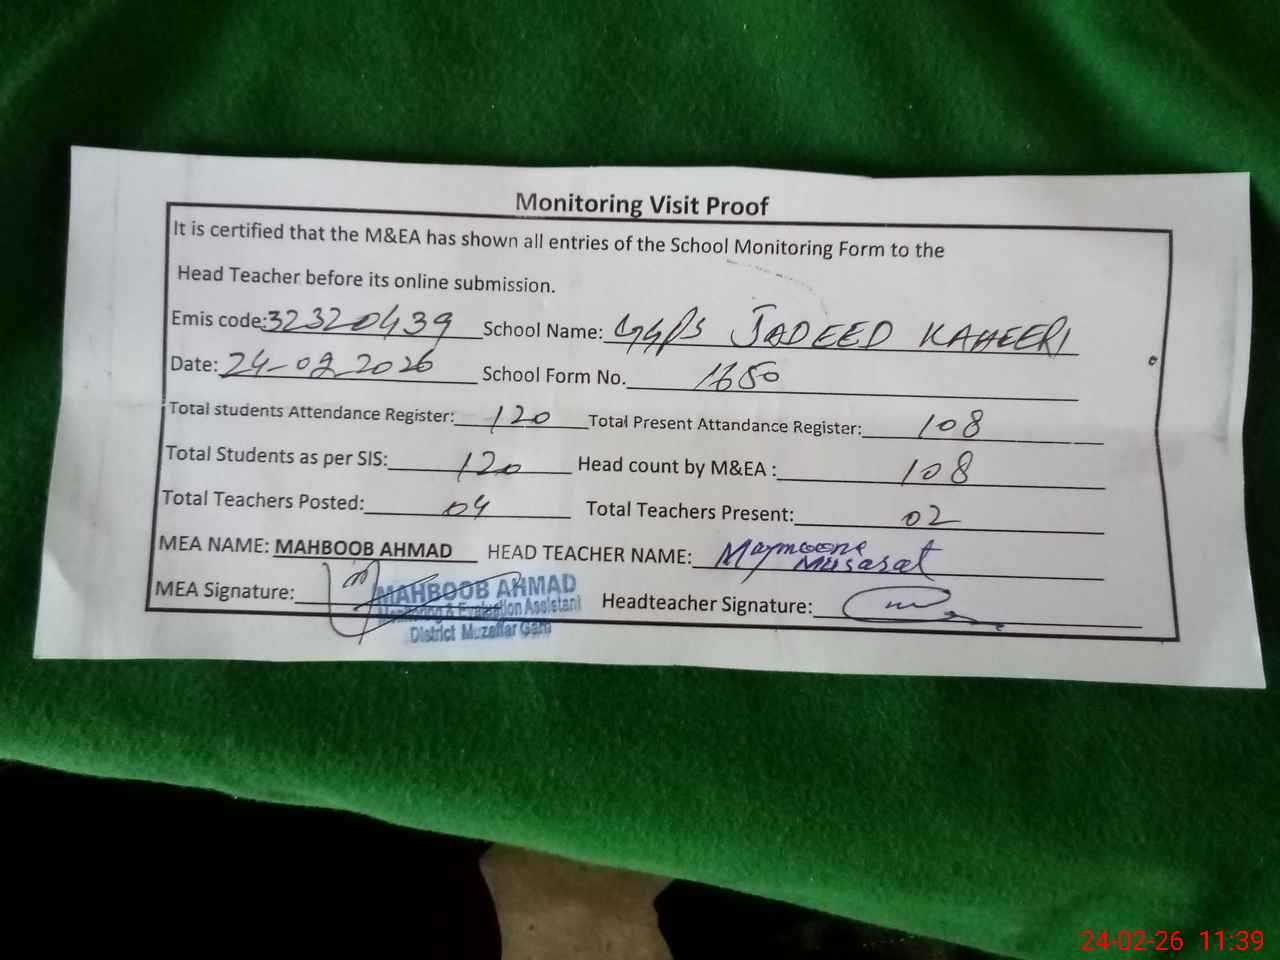 Monitoring Visit Proof
It is certified that the M&EA has shown all entries of the School Monitoring Form to the
Head Teacher before its online submission.
Emis code: 32320439 School Name: GGPS JADEED KAHEERI
Date: 24-02-2026 School Form No. 1650
Total students Attendance Register: 120 Total Present Attandance Register: 108
Total Students as per SIS: 120 Head count by M&EA : 108
Total Teachers Posted: 04 Total Teachers Present: 02
MEA NAME: MAHBOOB AHMAD HEAD TEACHER NAME: Maymoona Musarat
MEA Signature: Headteacher Signature:
MAHBOOB AHMAD
Monitoring & Evaluation Assistant
District Muzaffar Garh
24-02-26 11:39